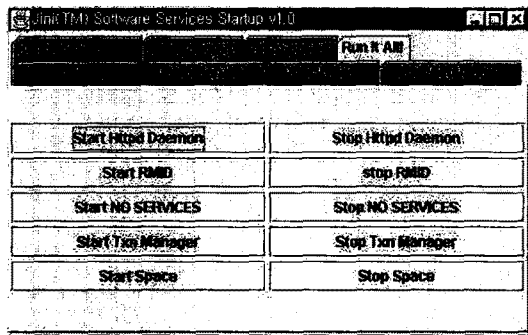 Jini(TM) Software Services Startup v1.0
Run It All!
Start Httpd Daemon
Stop Httpd Daemon
Start RMID
stop RMID
Start NO SERVICES
Stop NO SERVICES
Start Txn Manager
Stop Txn Manager
Start Space
Stop Space